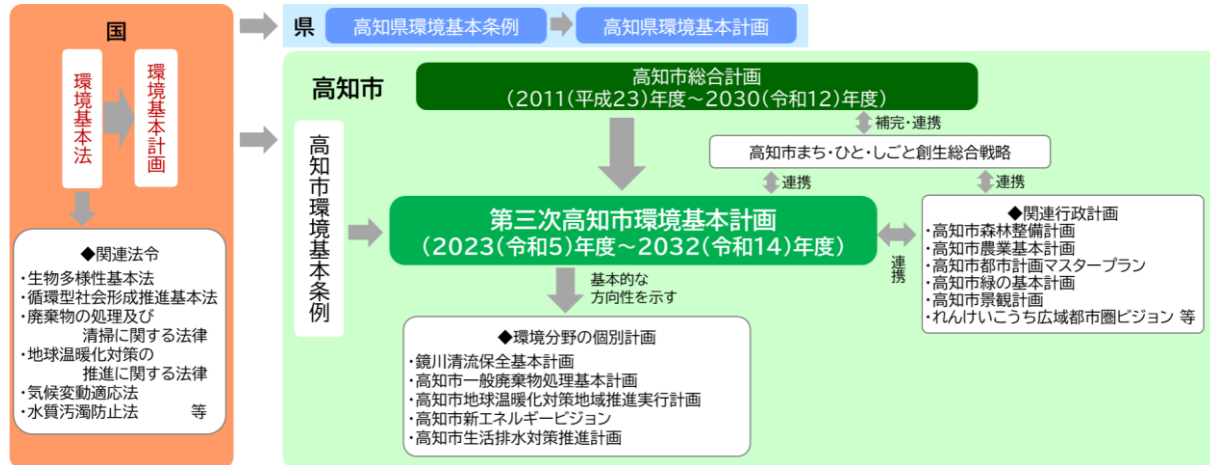 国
環境基本法
環境基本計画
◆関連法令
・生物多様性基本法
・循環型社会形成推進基本法
・廃棄物の処理及び
清掃に関する法律
・地球温暖化対策の
推進に関する法律
・気候変動適応法
・水質汚濁防止法 等
県
高知県環境基本条例
高知県環境基本計画
高知市
高知市環境基本条例
高知市総合計画
(2011(平成23)年度～2030(令和12)年度)
補完・連携
高知市まち・ひと・しごと創生総合戦略
連携
連携
第三次高知市環境基本計画
(2023(令和5)年度～2032(令和14)年度)
連携
◆関連行政計画
・高知市森林整備計画
・高知市農業基本計画
・高知市都市計画マスタープラン
・高知市緑の基本計画
・高知市景観計画
・れんけいこうち広域都市圏ビジョン 等
基本的な
方向性を示す
◆環境分野の個別計画
・鏡川清流保全基本計画
・高知市一般廃棄物処理基本計画
・高知市地球温暖化対策地域推進実行計画
・高知市新エネルギービジョン
・高知市生活排水対策推進計画